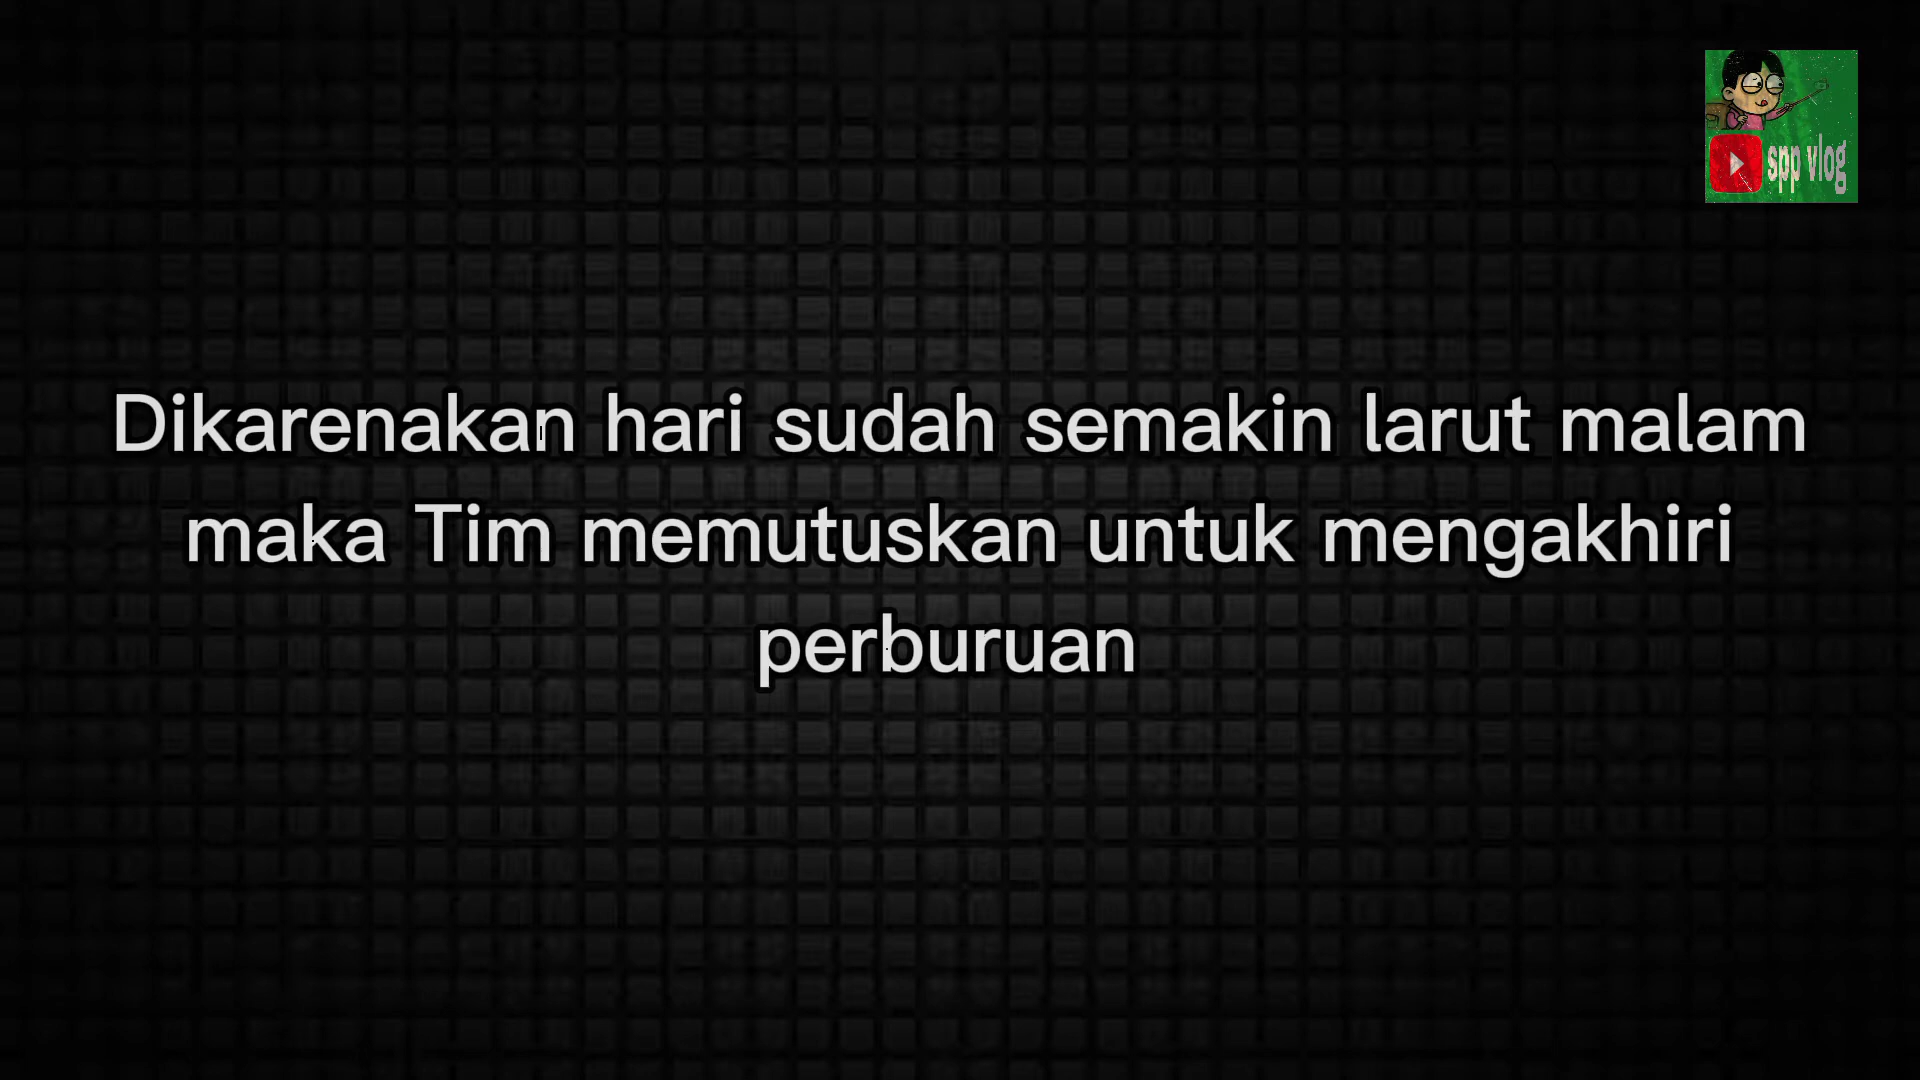 spp vlog
Dikarenakan hari sudah semakin larut malam
maka Tim memutuskan untuk mengakhiri
perburuan